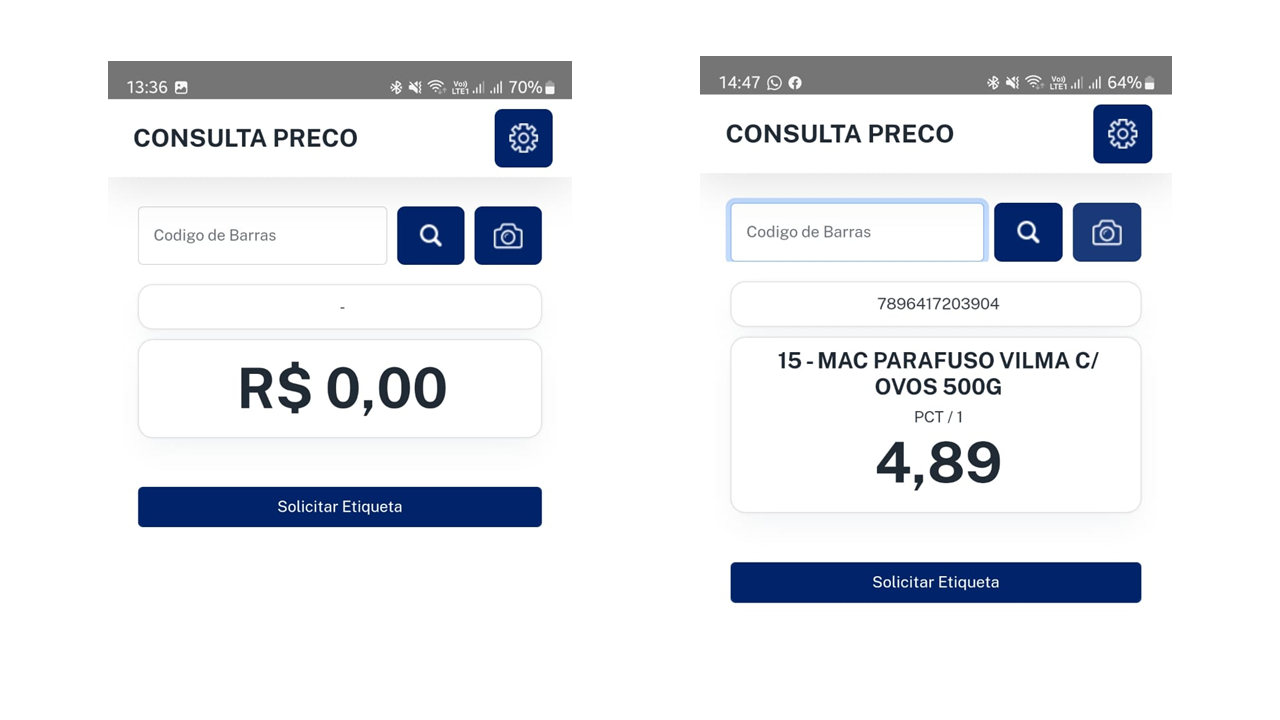 13:36
Vo)) LTE1 70%
CONSULTA PRECO
Codigo de Barras
-
R$ 0,00
Solicitar Etiqueta
14:47
Vo)) LTE1 64%
CONSULTA PRECO
Codigo de Barras
7896417203904
15 - MAC PARAFUSO VILMA C/
OVOS 500G
PCT / 1
4,89
Solicitar Etiqueta